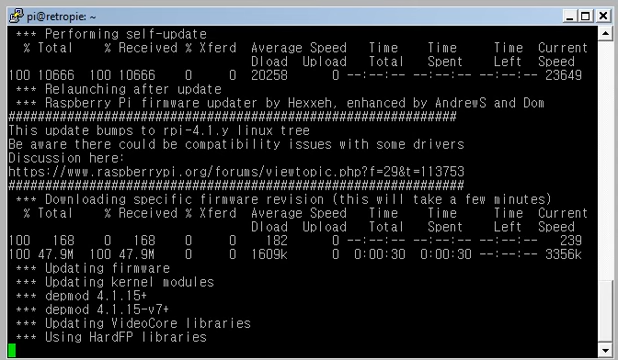 pi@retropie: ~
*** Performing self-update
% Total % Received % Xferd Average Speed Time Time Time Current
Dload Upload Total Spent Left Speed
100 10666 100 10666 0 0 20258 0 --:--:-- --:--:-- --:--:-- 23649
*** Relaunching after update
*** Raspberry Pi firmware updater by Hexxeh, enhanced by AndrewS and Dom
#############################################################
This update bumps to rpi-4.1.y linux tree
Be aware there could be compatibility issues with some drivers
Discussion here:
https://www.raspberrypi.org/forums/viewtopic.php?f=29&t=113753
##############################################################
*** Downloading specific firmware revision (this will take a few minutes)
% Total % Received % Xferd Average Speed Time Time Time Current
Dload Upload Total Spent Left Speed
100 168 0 168 0 0 182 0 --:--:-- --:--:-- --:--:-- 239
100 47.9M 100 47.9M 0 0 1609k 0 0:00:30 0:00:30 --:--:-- 3356k
*** Updating firmware
*** Updating kernel modules
*** depmod 4.1.15+
*** depmod 4.1.15-v7+
*** Updating VideoCore libraries
*** Using HardFP libraries